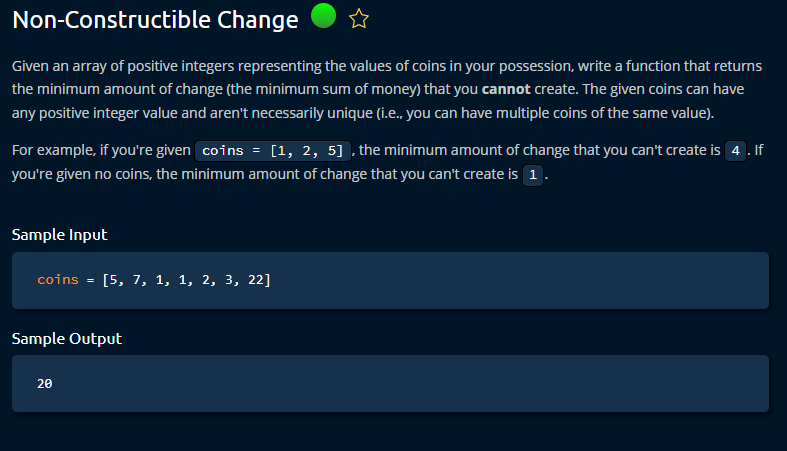 Non-Constructible Change
Given an array of positive integers representing the values of coins in your possession, write a function that returns
the minimum amount of change (the minimum sum of money) that you cannot create. The given coins can have
any positive integer value and aren't necessarily unique (i.e., you can have multiple coins of the same value).
For example, if you're given coins = [1, 2, 5] , the minimum amount of change that you can't create is 4 . If
you're given no coins, the minimum amount of change that you can't create is 1 .
Sample Input
coins = [5, 7, 1, 1, 2, 3, 22]
Sample Output
20